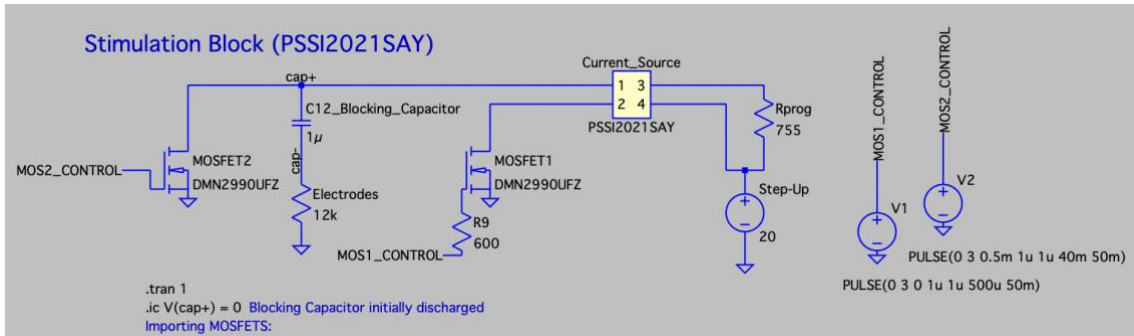 Stimulation Block (PSSI2021SAY)
cap+
Current_Source
1 3
2 4
PSSI2021SAY
C12_Blocking_Capacitor
1µ
cap-
Rprog
755
MOS1_CONTROL
MOS2_CONTROL
MOS2_CONTROL
MOSFET2
DMN2990UFZ
MOSFET1
DMN2990UFZ
Electrodes
12k
R9
600
MOS1_CONTROL
Step-Up
20
V1
V2
PULSE(0 3 0.5m 1u 1u 40m 50m)
PULSE(0 3 0 1u 1u 500u 50m)
.tran 1
.ic V(cap+) = 0 Blocking Capacitor initially discharged
Importing MOSFETS: